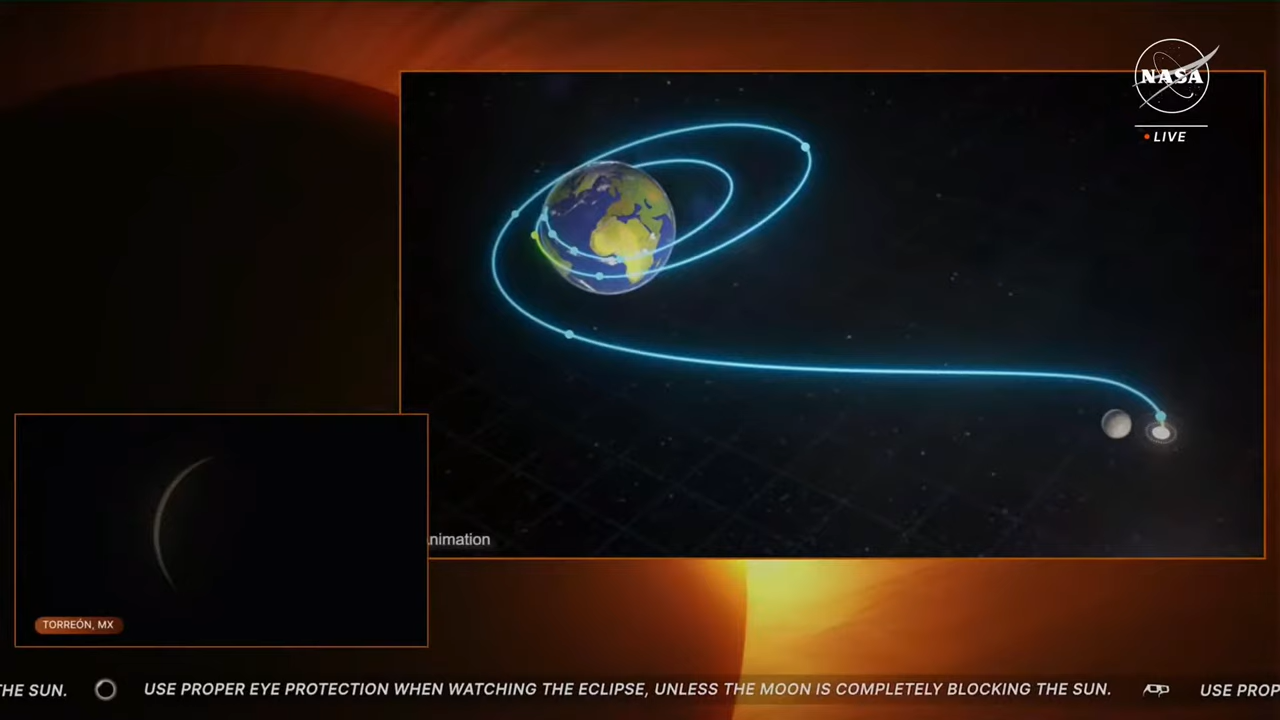 NASA
LIVE
nimation
TORREÓN, MX
THE SUN. USE PROPER EYE PROTECTION WHEN WATCHING THE ECLIPSE, UNLESS THE MOON IS COMPLETELY BLOCKING THE SUN. USE PROP